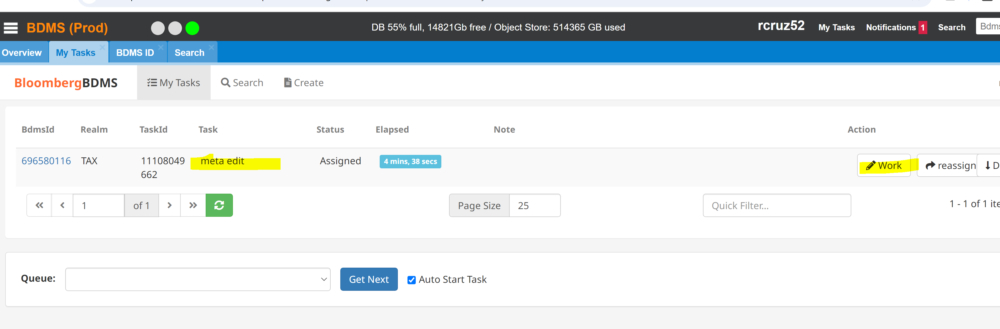 BDMS (Prod)
DB 55% full, 14821Gb free / Object Store: 514365 GB used
rcruz52
My Tasks
Notifications 1
Search
Bdms
Overview
My Tasks
BDMS ID
Search
BloombergBDMS
My Tasks
Search
Create
BdmsId Realm TaskId Task Status Elapsed Note Action
696580116 TAX 11108049 meta edit Assigned 4 mins, 38 secs Work reassign D
662
1 of 1
Page Size 25
Quick Filter...
1 - 1 of 1 ite
Queue:
Get Next
Auto Start Task